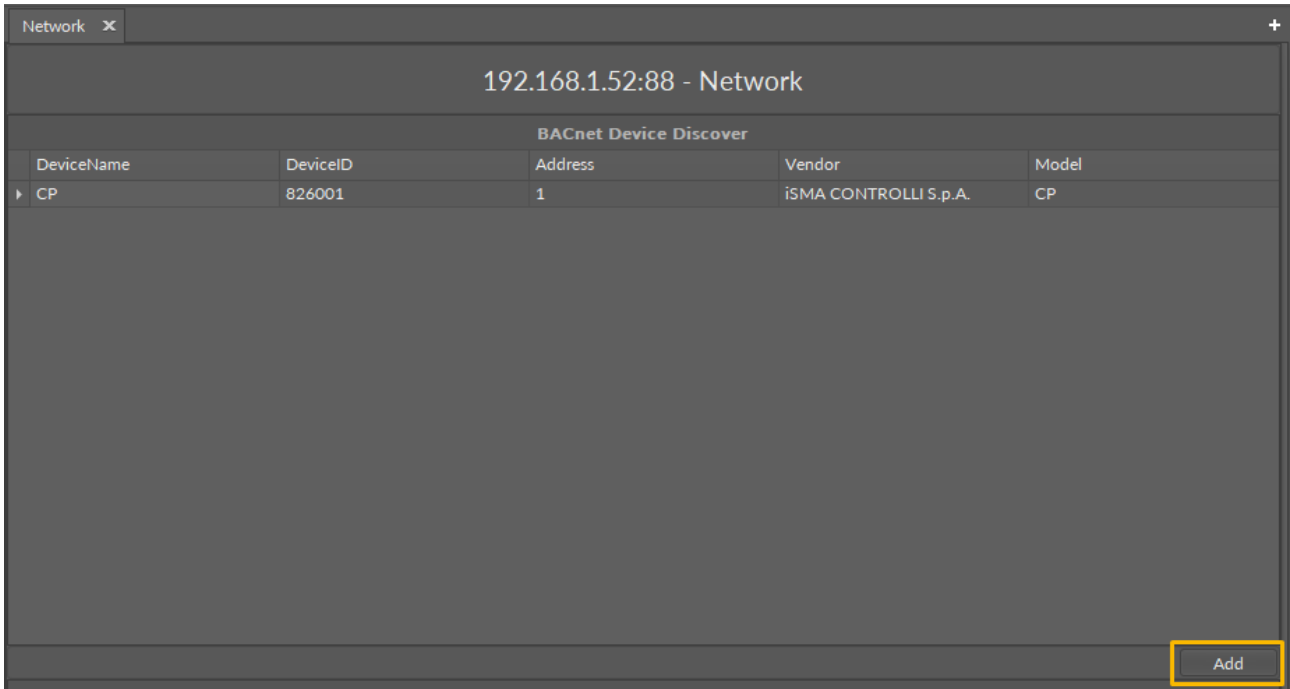 Network x +
192.168.1.52:88 - Network
BACnet Device Discover
DeviceName DeviceID Address Vendor Model
CP 826001 1 iSMA CONTROLLI S.p.A. CP
Add